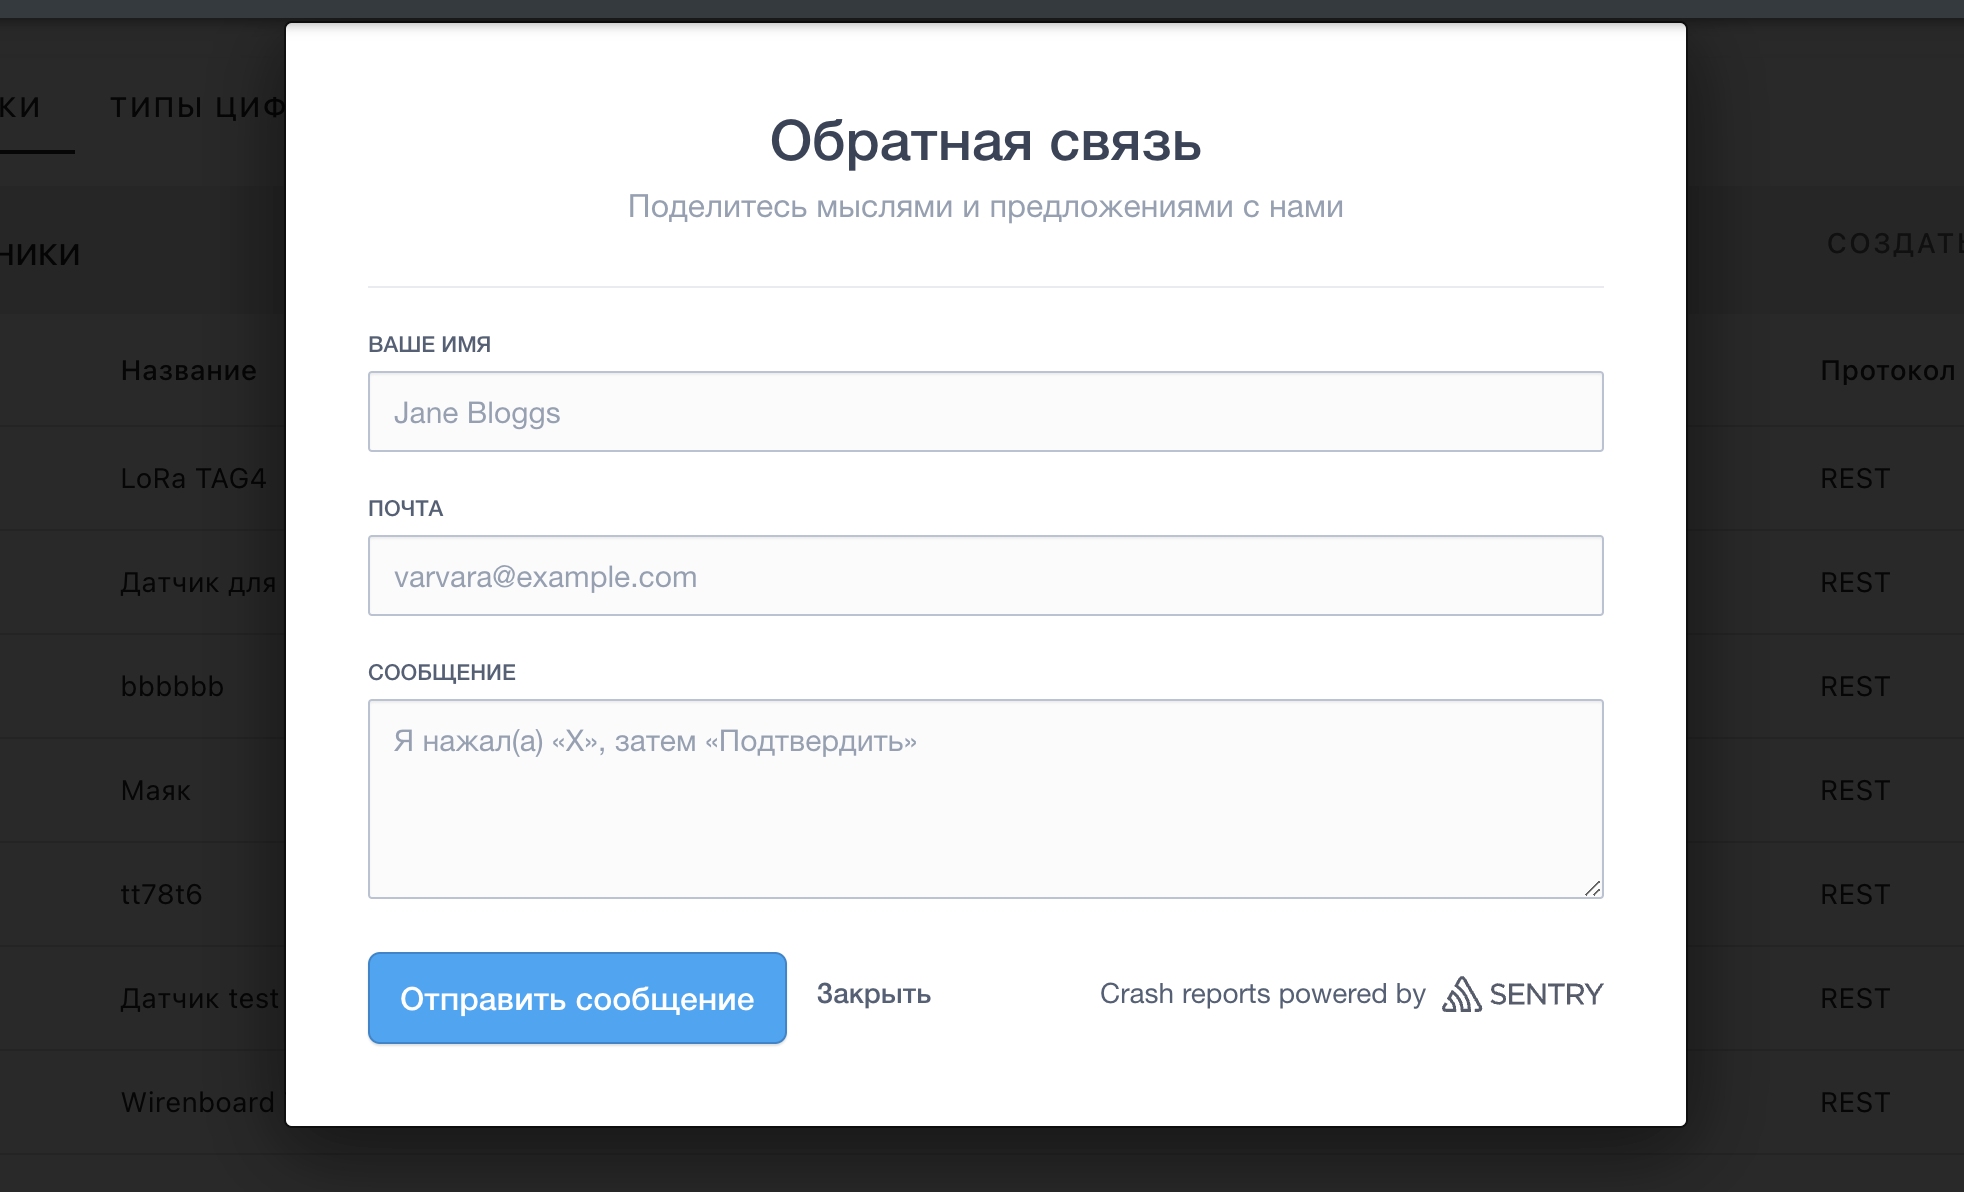 КИ
ТИПЫ ЦИФ
Обратная связь
Поделитесь мыслями и предложениями с нами
НИКИ
СОЗДАТЬ
ВАШЕ ИМЯ
Название
Протокол
Jane Bloggs
LoRa TAG4
REST
ПОЧТА
varvara@example.com
Датчик для
REST
СООБЩЕНИЕ
bbbbbb
REST
Я нажал(а) «X», затем «Подтвердить»
Маяк
REST
tt78t6
REST
Отправить сообщение
Закрыть
Crash reports powered by SENTRY
Датчик test
REST
Wirenboard
REST